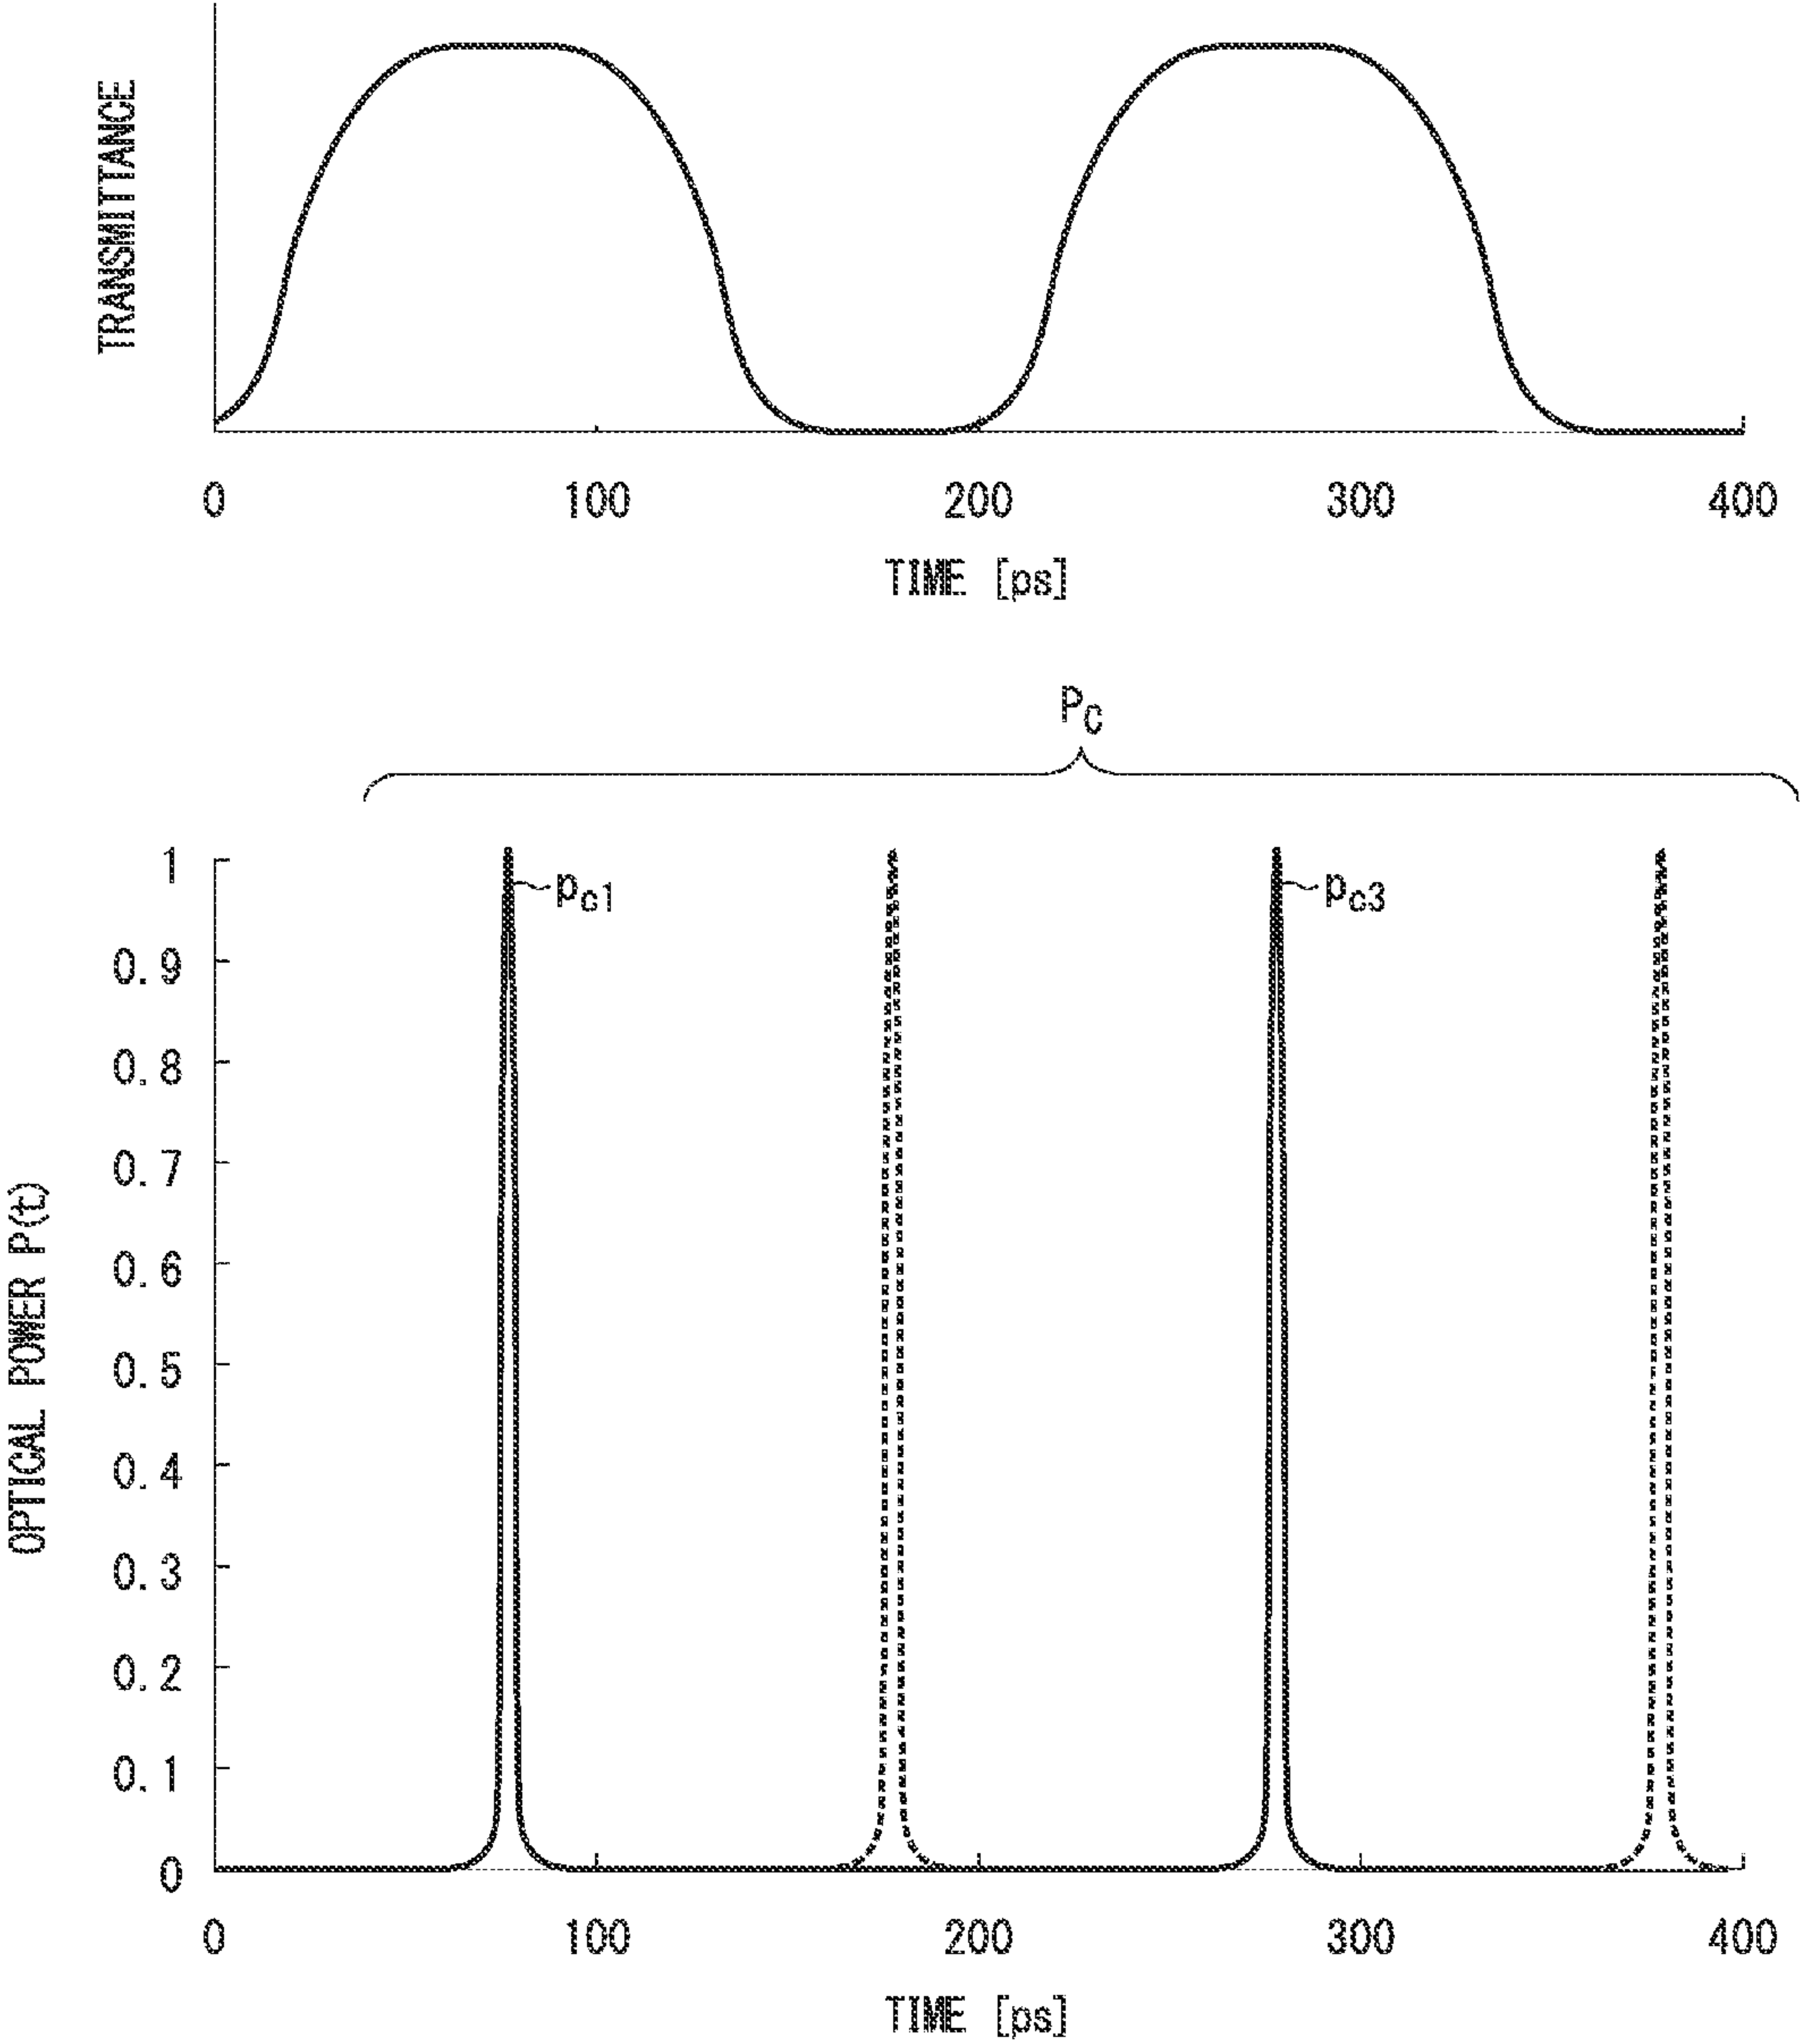 TRANSMITTANCE
0 100 200 300 400
TIME [ps]
PC
1
pc1
pc3
0.9
0.8
0.7
0.6
0.5
0.4
0.3
0.2
0.1
0
OPTICAL POWER P(t)
0 100 200 300 400
TIME [ps]